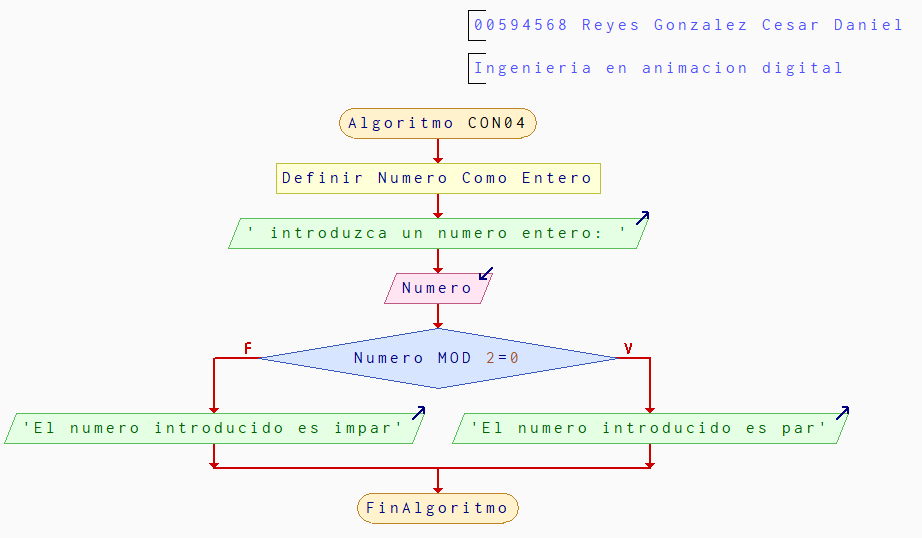 00594568 Reyes Gonzalez Cesar Daniel
Ingenieria en animacion digital
Algoritmo CON04
Definir Numero Como Entero
' introduzca un numero entero: '
Numero
F
V
Numero MOD 2=0
'El numero introducido es impar'
'El numero introducido es par'
FinAlgoritmo